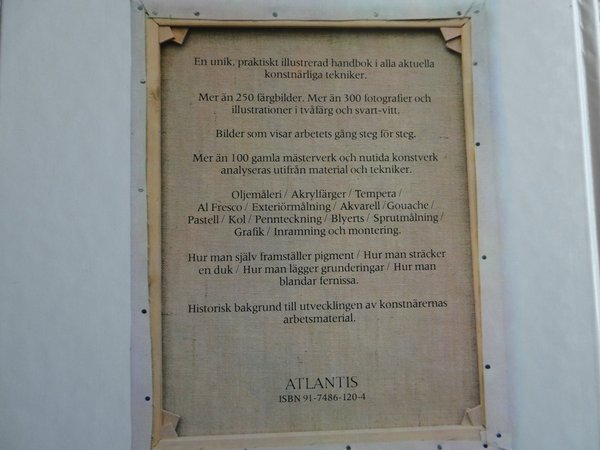 En unik, praktiskt illustrerad handbok i alla aktuella
konstnärliga tekniker.
Mer än 250 färgbilder. Mer än 300 fotografier och
illustrationer i tvåfärg och svart-vitt.
Bilder som visar arbetets gång steg för steg.
Mer än 100 gamla mästerverk och nutida konstverk
analyseras utifrån material och tekniker.
Oljemåleri / Akrylfärger / Tempera /
Al Fresco / Exteriörmålning / Akvarell /Gouache /
Pastell / Kol / Pennteckning / Blyerts / Sprutmålning /
Grafik / Inramning och montering.
Hur man själv framställer pigment / Hur man sträcker
en duk / Hur man lägger grunderingar / Hur man
blandar fernissa.
Historisk bakgrund till utvecklingen av konstnärernas
arbetsmaterial.
ATLANTIS
ISBN 91-7486-120-4